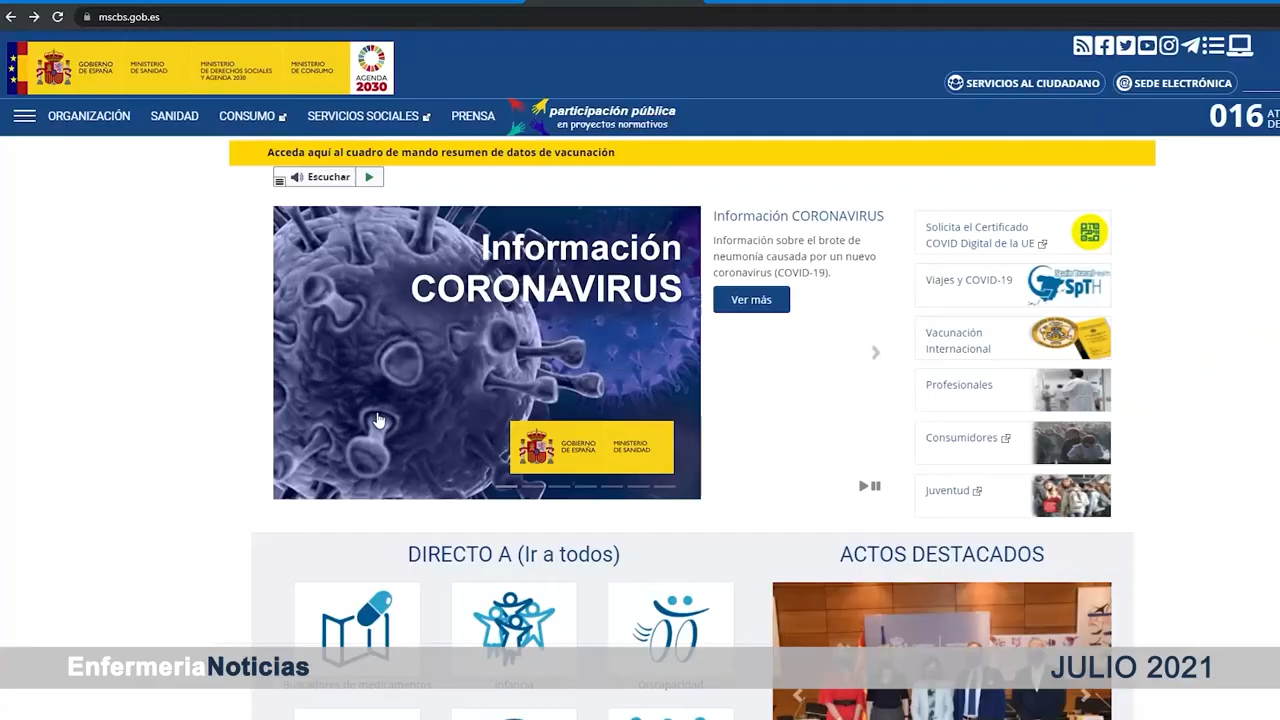 mscbs.gob.es
GOBIERNO
DE ESPAÑA
MINISTERIO
DE SANIDAD
MINISTERIO
DE DERECHOS SOCIALES
Y AGENDA 2030
MINISTERIO
DE CONSUMO
AGENDA
2030
SERVICIOS AL CIUDADANO
SEDE ELECTRÓNICA
ORGANIZACIÓN
SANIDAD
CONSUMO
SERVICIOS SOCIALES
PRENSA
participación pública
en proyectos normativos
016
Acceda aquí al cuadro de mando resumen de datos de vacunación
Escuchar
Información
CORONAVIRUS
GOBIERNO
DE ESPAÑA
MINISTERIO
DE SANIDAD
Información CORONAVIRUS
Información sobre el brote de
neumonía causada por un nuevo
coronavirus (COVID-19).
Ver más
Solicita el Certificado
COVID Digital de la UE
Viajes y COVID-19
SpTH
Vacunación
Internacional
Profesionales
Consumidores
Juventud
DIRECTO A (Ir a todos)
ACTOS DESTACADOS
Buscadores de medicamentos
Infancia
Discapacidad
EnfermeriaNoticias
JULIO 2021